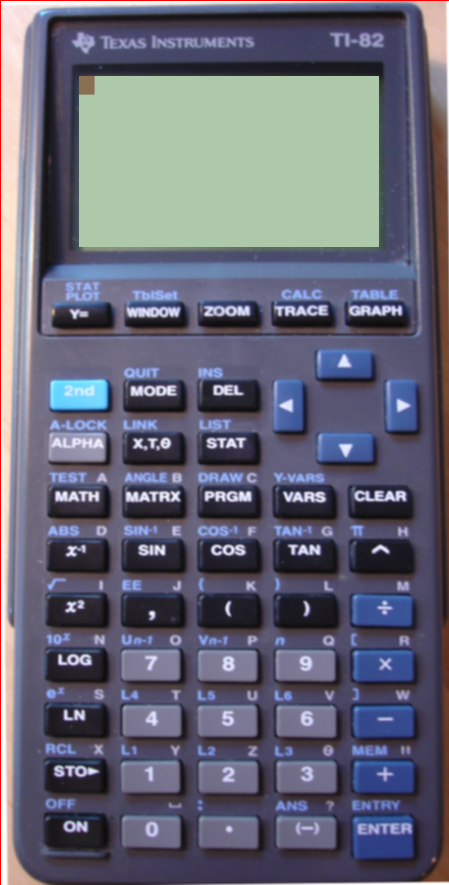 TEXAS INSTRUMENTS TI-82
STAT PLOT TblSet CALC TABLE
Y= WINDOW ZOOM TRACE GRAPH
QUIT INS
2nd MODE DEL
A-LOCK LINK LIST
ALPHA X,T,θ STAT
TEST A ANGLE B DRAW C Y-VARS
MATH MATRX PRGM VARS CLEAR
ABS D SIN-1 E COS-1 F TAN-1 G π H
x-1 SIN COS TAN ^
√ I EE J { K } L M
x² , ( ) ÷
10x N Un-1 O Vn-1 P n Q [ R
LOG 7 8 9 ×
ex S L4 T L5 U L6 V ] W
LN 4 5 6 −
RCL X L1 Y L2 Z L3 θ MEM "
STO► 1 2 3 +
OFF ⎵ : ANS ? ENTRY
ON 0 . (−) ENTER